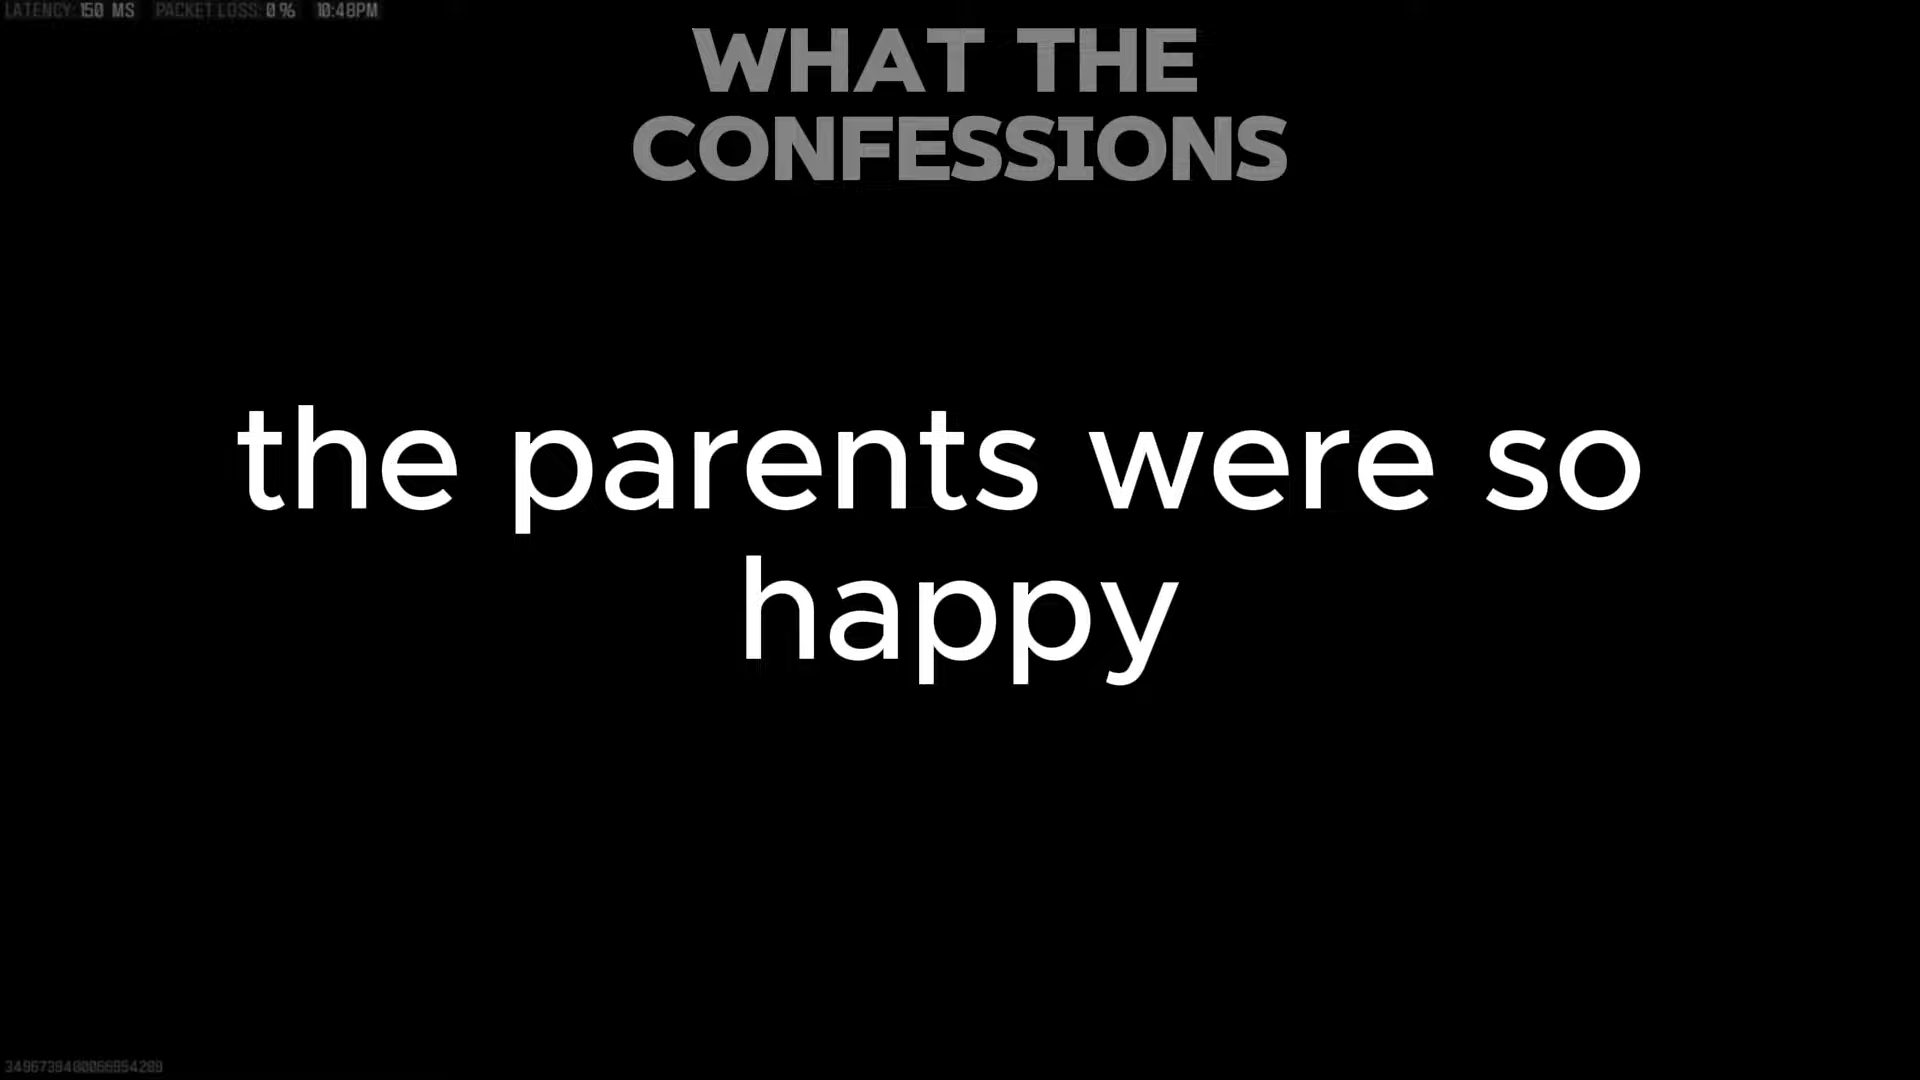 LATENCY: 150 MS PACKET LOSS: 0% 10:48PM
WHAT THE
CONFESSIONS
the parents were so
happy